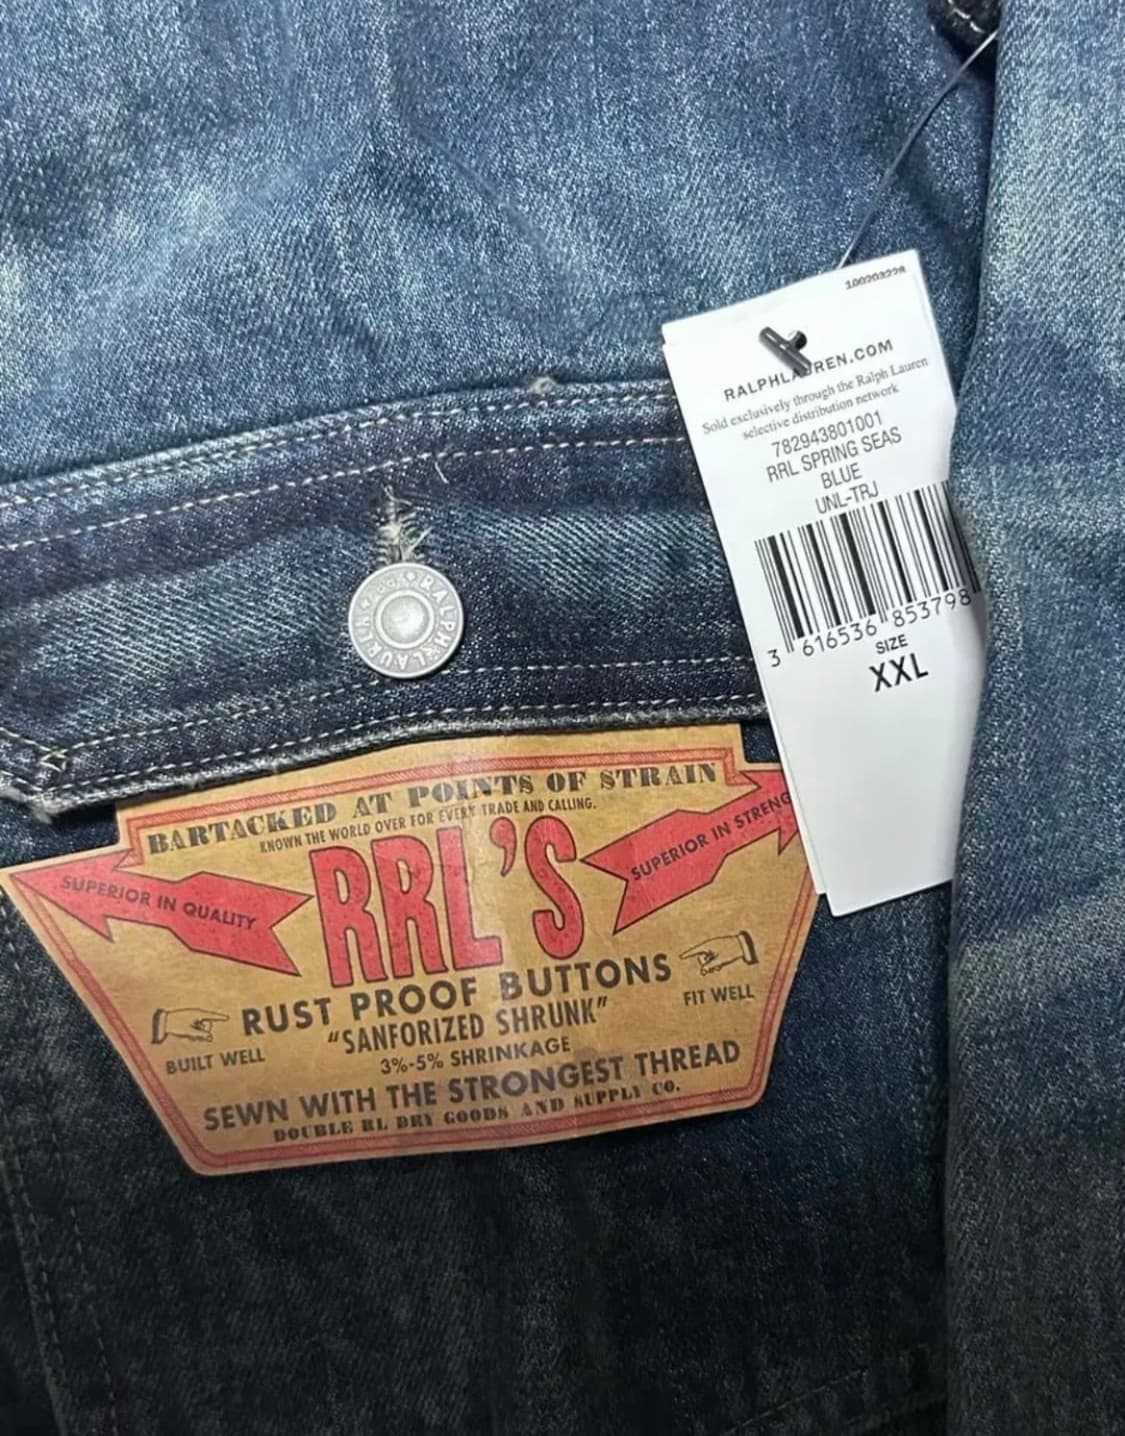 100203228
RALPHLAUREN.COM
Sold exclusively through the Ralph Lauren
selective distribution network
782943801001
RRL SPRING SEAS
BLUE
UNL-TRJ
3 616536 853798
SIZE
XXL
RALPH LAUREN
BARTACKED AT POINTS OF STRAIN
KNOWN THE WORLD OVER FOR EVERY TRADE AND CALLING.
RRL'S
SUPERIOR IN QUALITY
SUPERIOR IN STRENG
RUST PROOF BUTTONS
"SANFORIZED SHRUNK"
3%-5% SHRINKAGE
BUILT WELL
FIT WELL
SEWN WITH THE STRONGEST THREAD
DOUBLE RL DRY GOODS AND SUPPLY CO.